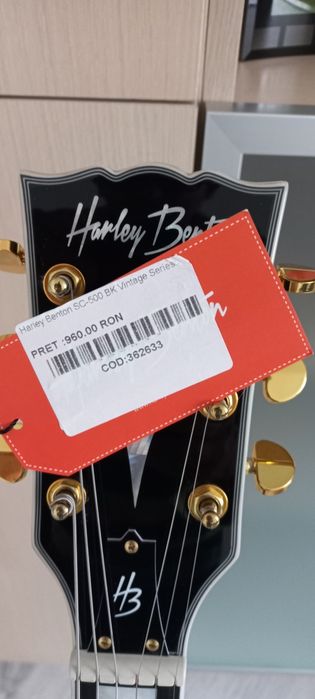 Harley Benton
Harley Benton SC-500 BK Vintage Series
PRET :960.00 RON
COD:362633
HB